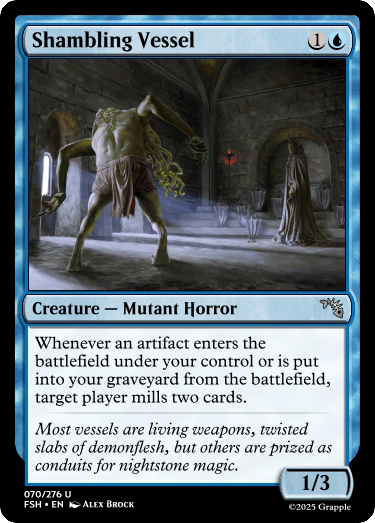 Shambling Vessel 1
Creature — Mutant Horror
Whenever an artifact enters the
battlefield under your control or is put
into your graveyard from the battlefield,
target player mills two cards.
Most vessels are living weapons, twisted
slabs of demonflesh, but others are prized as
conduits for nightstone magic.
1/3
070/276 U
FSH • EN Alex Brock
©2025 Grapple